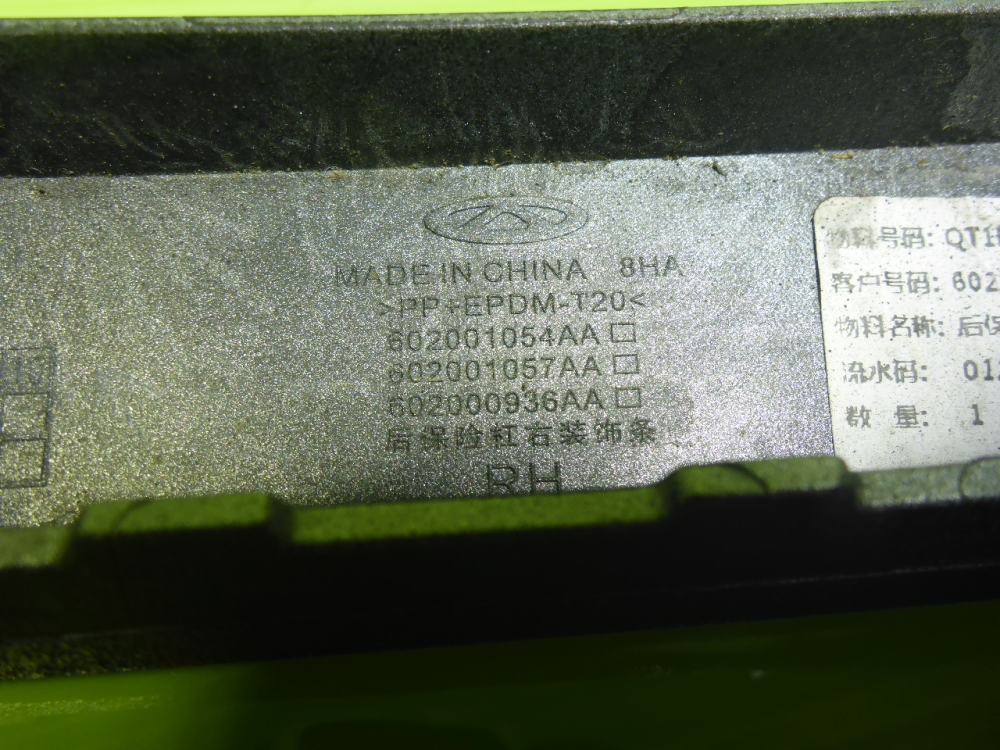 MADE IN CHINA 8HA
>PP+EPDM-T20<
602001054AA
602001057AA
602000936AA
后保险杠右装饰条
RH
物料号码: QT1
客户号码: 602
物料名称: 后保
流水码: 01
数 量: 1